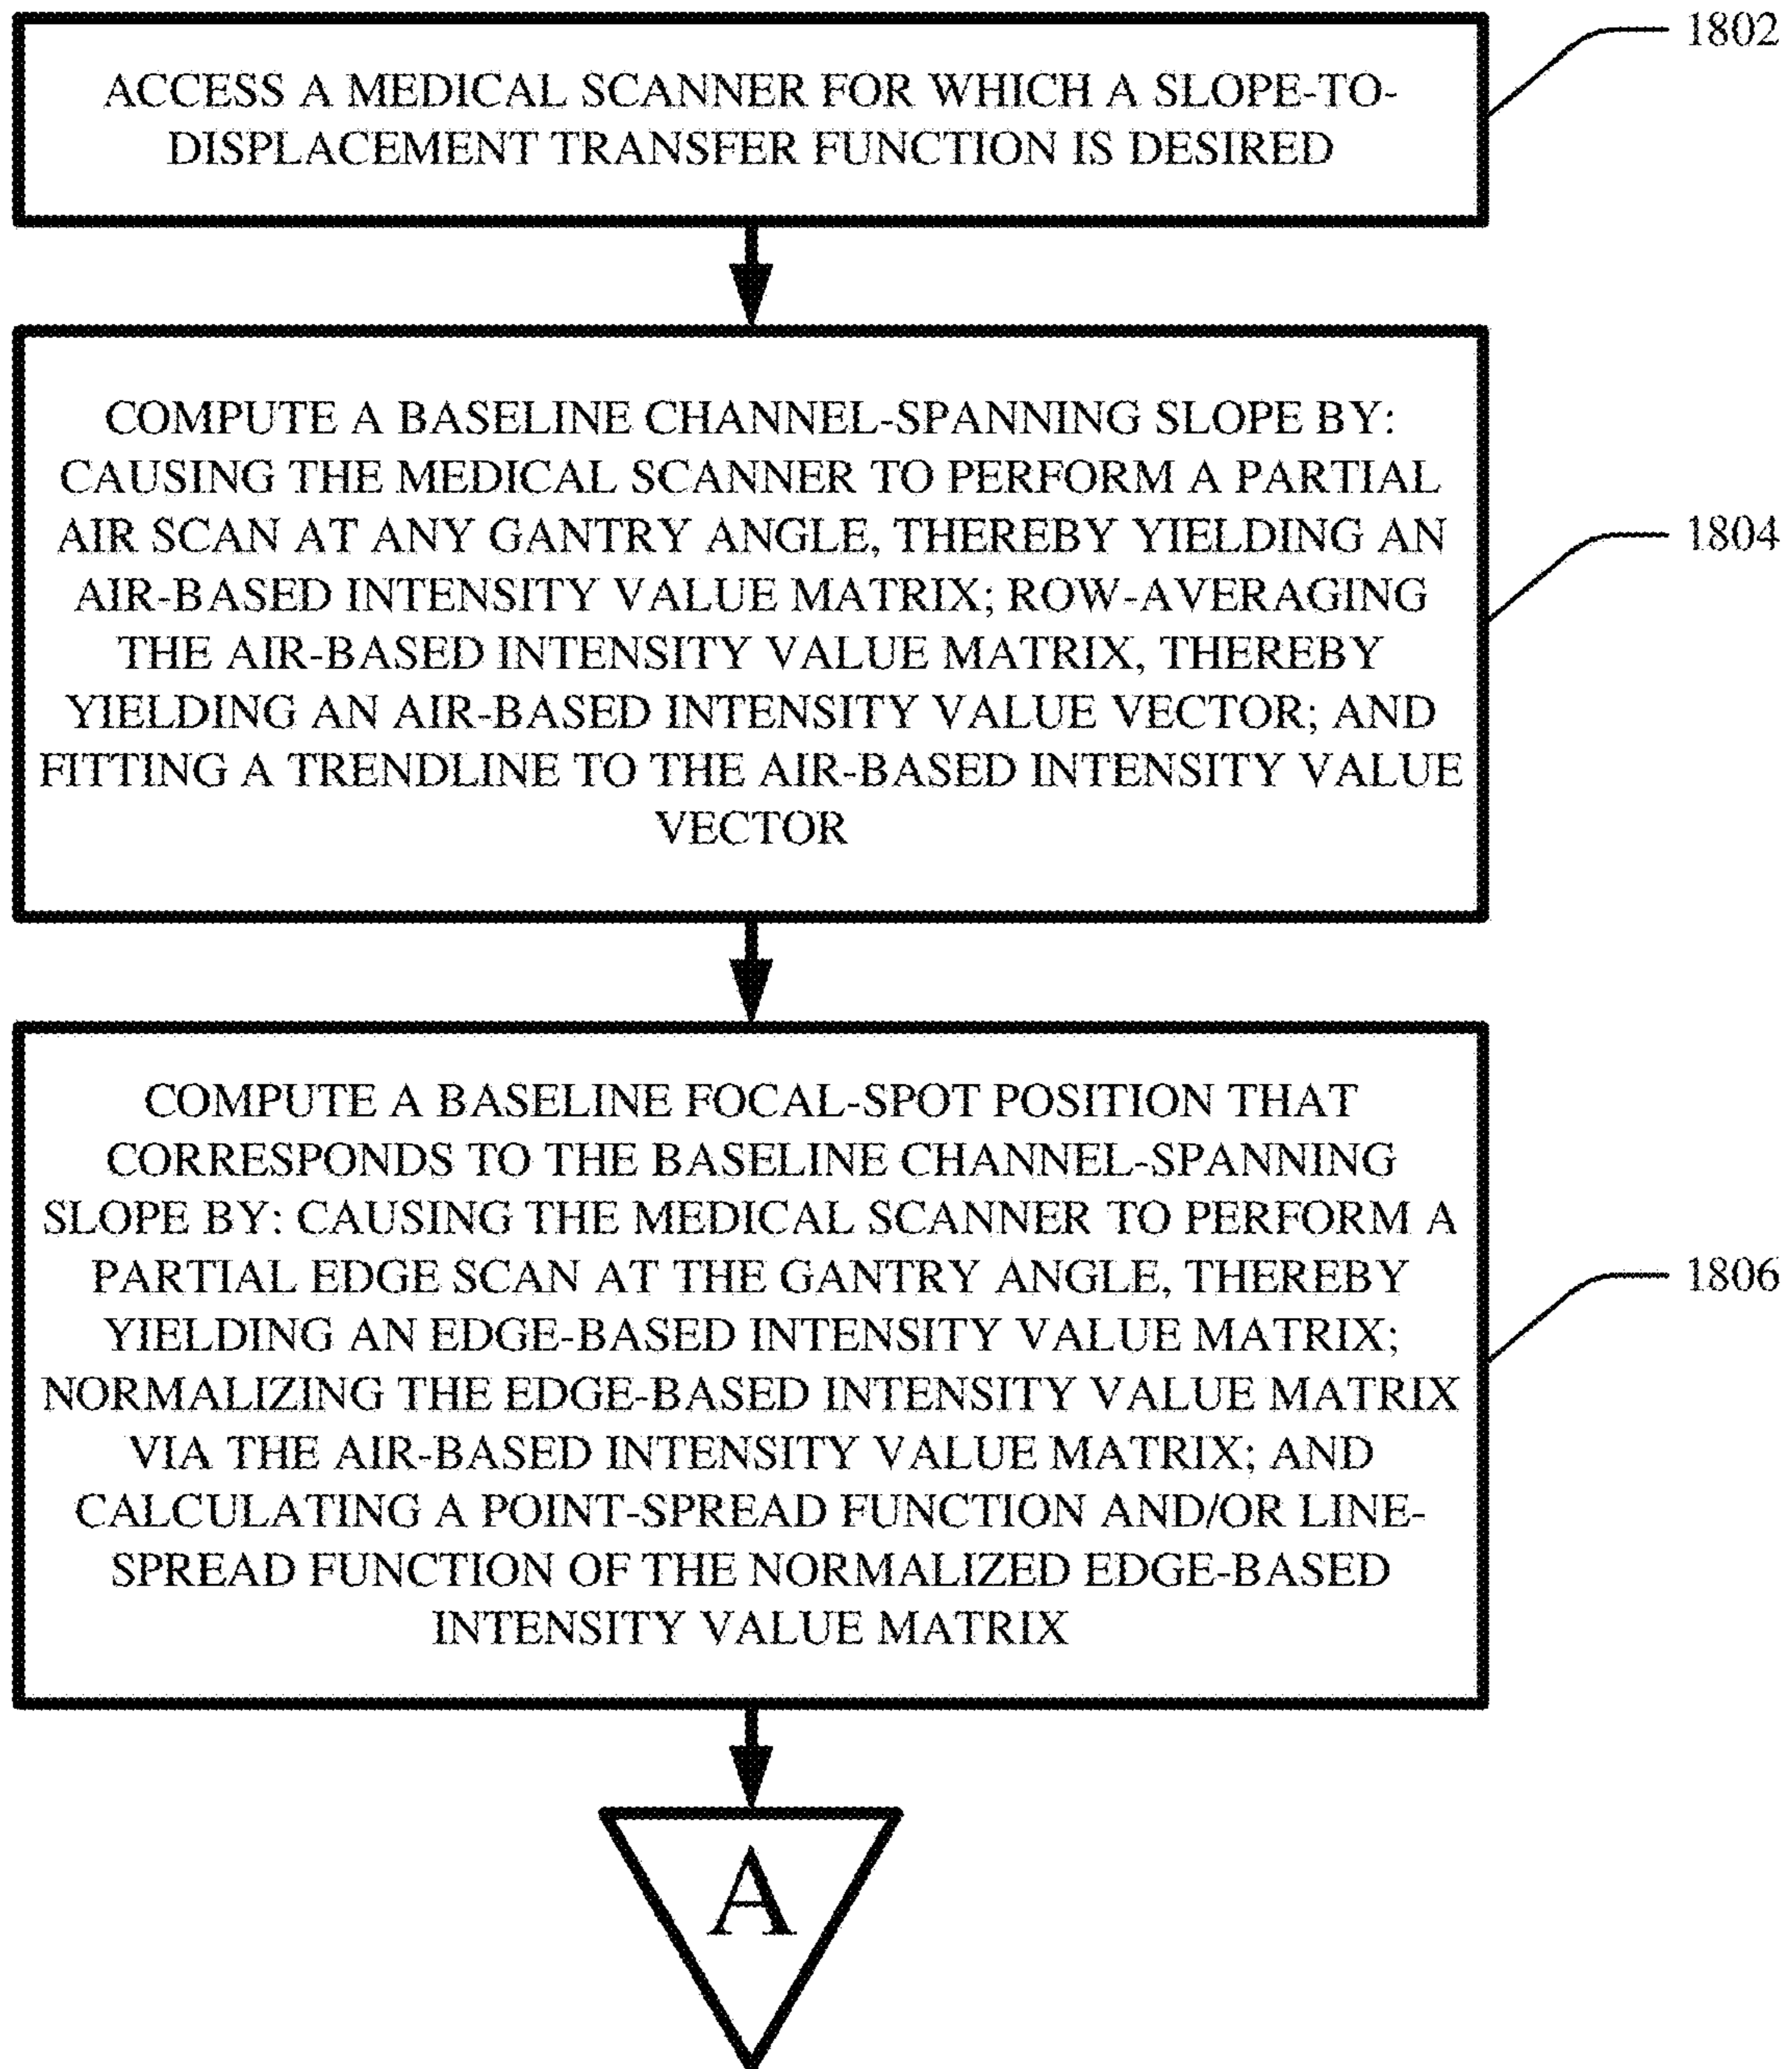 1802
ACCESS A MEDICAL SCANNER FOR WHICH A SLOPE-TO-
DISPLACEMENT TRANSFER FUNCTION IS DESIRED
COMPUTE A BASELINE CHANNEL-SPANNING SLOPE BY:
CAUSING THE MEDICAL SCANNER TO PERFORM A PARTIAL
AIR SCAN AT ANY GANTRY ANGLE, THEREBY YIELDING AN
AIR-BASED INTENSITY VALUE MATRIX; ROW-AVERAGING
THE AIR-BASED INTENSITY VALUE MATRIX, THEREBY
YIELDING AN AIR-BASED INTENSITY VALUE VECTOR; AND
FITTING A TRENDLINE TO THE AIR-BASED INTENSITY VALUE
VECTOR
1804
COMPUTE A BASELINE FOCAL-SPOT POSITION THAT
CORRESPONDS TO THE BASELINE CHANNEL-SPANNING
SLOPE BY: CAUSING THE MEDICAL SCANNER TO PERFORM A
PARTIAL EDGE SCAN AT THE GANTRY ANGLE, THEREBY
YIELDING AN EDGE-BASED INTENSITY VALUE MATRIX;
NORMALIZING THE EDGE-BASED INTENSITY VALUE MATRIX
VIA THE AIR-BASED INTENSITY VALUE MATRIX; AND
CALCULATING A POINT-SPREAD FUNCTION AND/OR LINE-
SPREAD FUNCTION OF THE NORMALIZED EDGE-BASED
INTENSITY VALUE MATRIX
1806
A